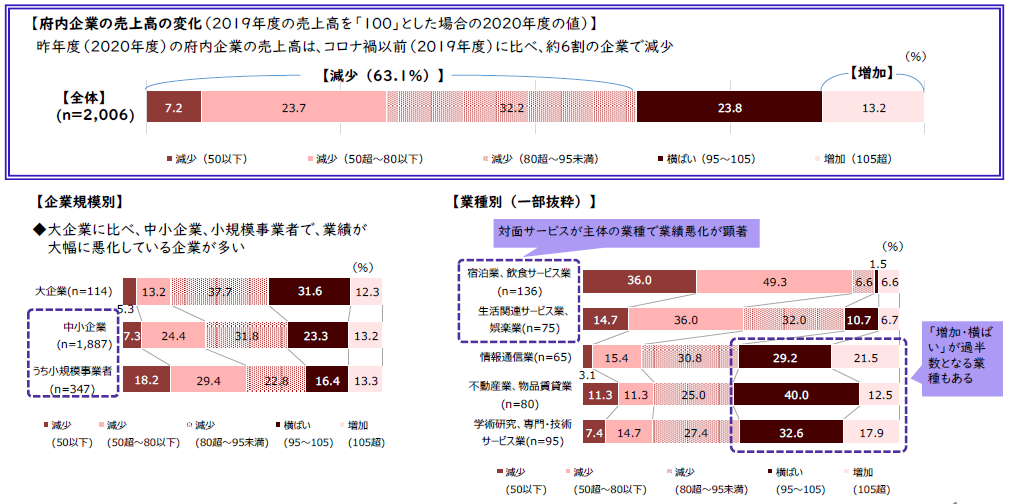 【府内企業の売上高の変化(2019年度の売上高を「100」とした場合の2020年度の値)】
昨年度(2020年度)の府内企業の売上高は、コロナ禍以前(2019年度)に比べ、約6割の企業で減少
(%)
【減少(63.1%)】
【増加】
【全体】
(n=2,006)
7.2 23.7 32.2 23.8 13.2
減少(50以下) 減少(50超~80以下) 減少(80超~95未満) 横ばい(95~105) 増加(105超)
【企業規模別】
◆大企業に比べ、中小企業、小規模事業者で、業績が
大幅に悪化している企業が多い
(%)
大企業(n=114)
5.3 13.2 37.7 31.6 12.3
中小企業
(n=1,887)
7.3 24.4 31.8 23.3 13.2
うち小規模事業者
(n=347)
18.2 29.4 22.8 16.4 13.3
減少 減少 減少 横ばい 増加
(50以下) (50超~80以下) (80超~95未満) (95~105) (105超)
【業種別(一部抜粋)】
対面サービスが主体の業種で業績悪化が顕著
(%)
宿泊業、飲食サービス業
(n=136)
36.0 49.3 6.6 1.5 6.6
生活関連サービス業、
娯楽業(n=75)
14.7 36.0 32.0 10.7 6.7
情報通信業(n=65)
3.1 15.4 30.8 29.2 21.5
不動産業、物品賃貸業
(n=80)
11.3 11.3 25.0 40.0 12.5
学術研究、専門・技術
サービス業(n=95)
7.4 14.7 27.4 32.6 17.9
「増加・横ば
い」が過半
数となる業
種もある
減少 減少 減少 横ばい 増加
(50以下) (50超~80以下) (80超~95未満) (95~105) (105超)